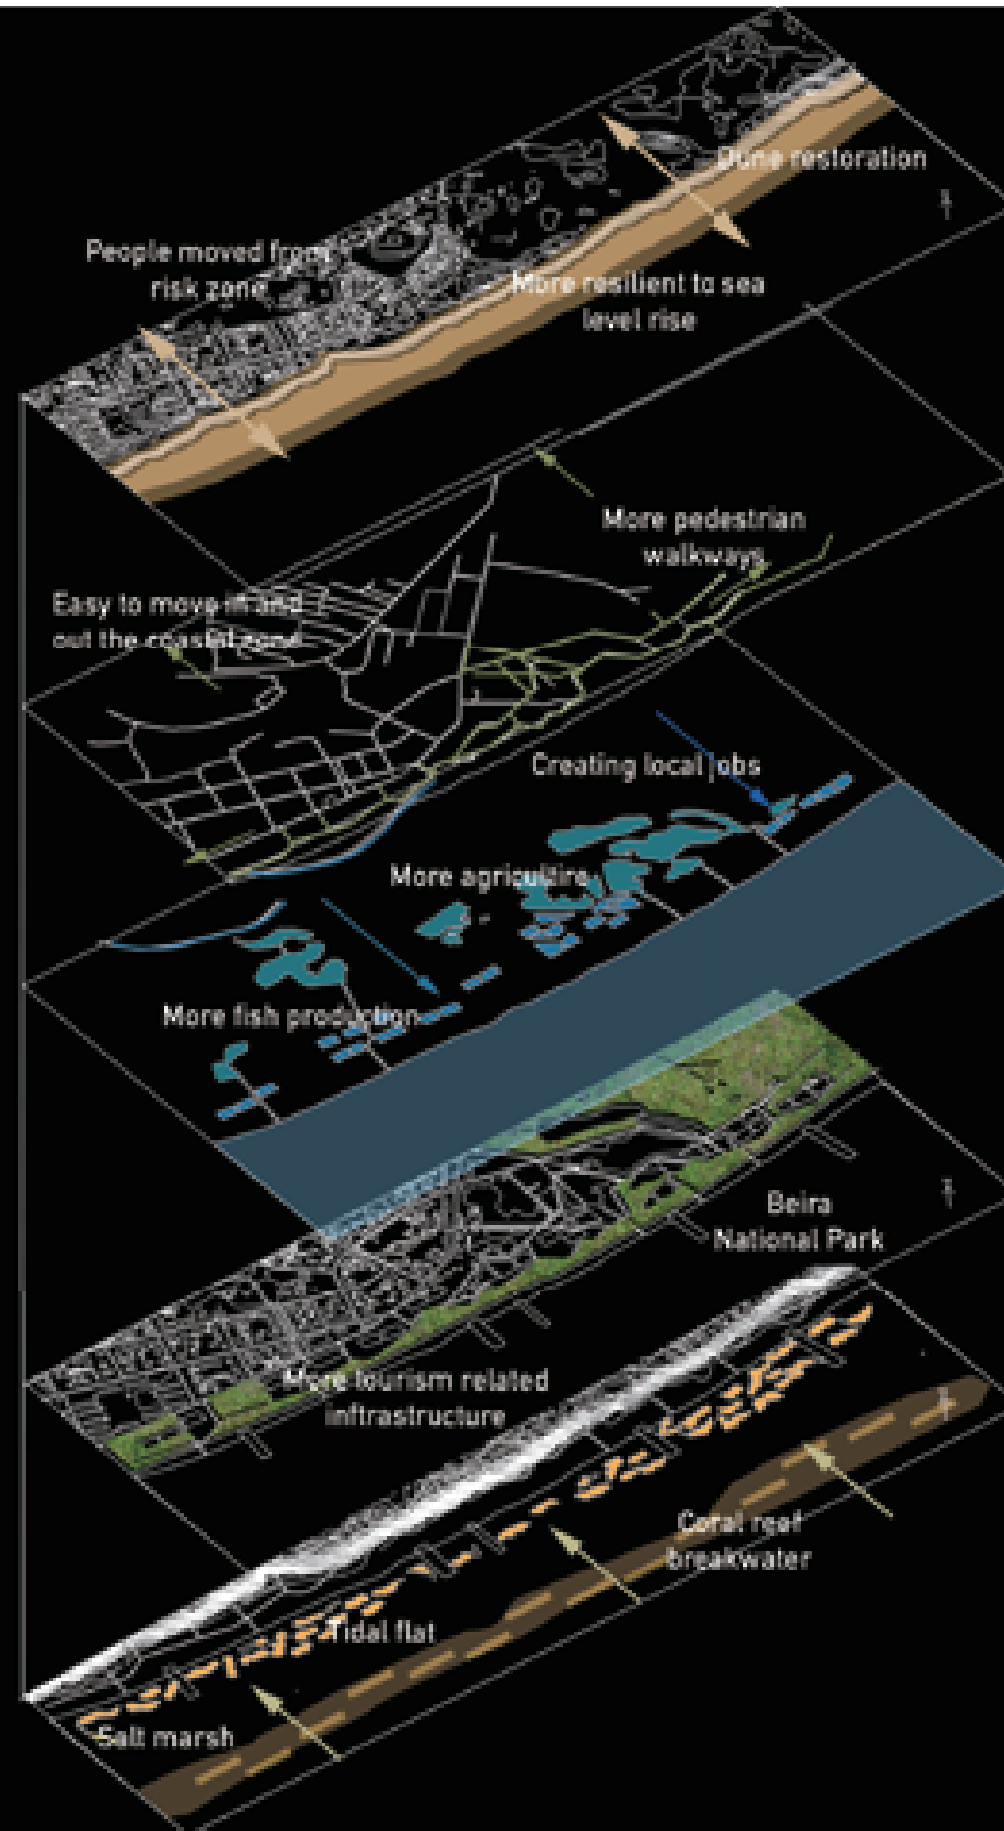 Dune restoration
People moved from
risk zone
More resilient to sea
level rise
More pedestrian
walkways
Easy to move in and
out the coastal zone
Creating local jobs
More agricultire
More fish production
Beira
National Park
More tourism related
inftrastructure
Coral reef
breakwater
Tidal flat
Salt marsh